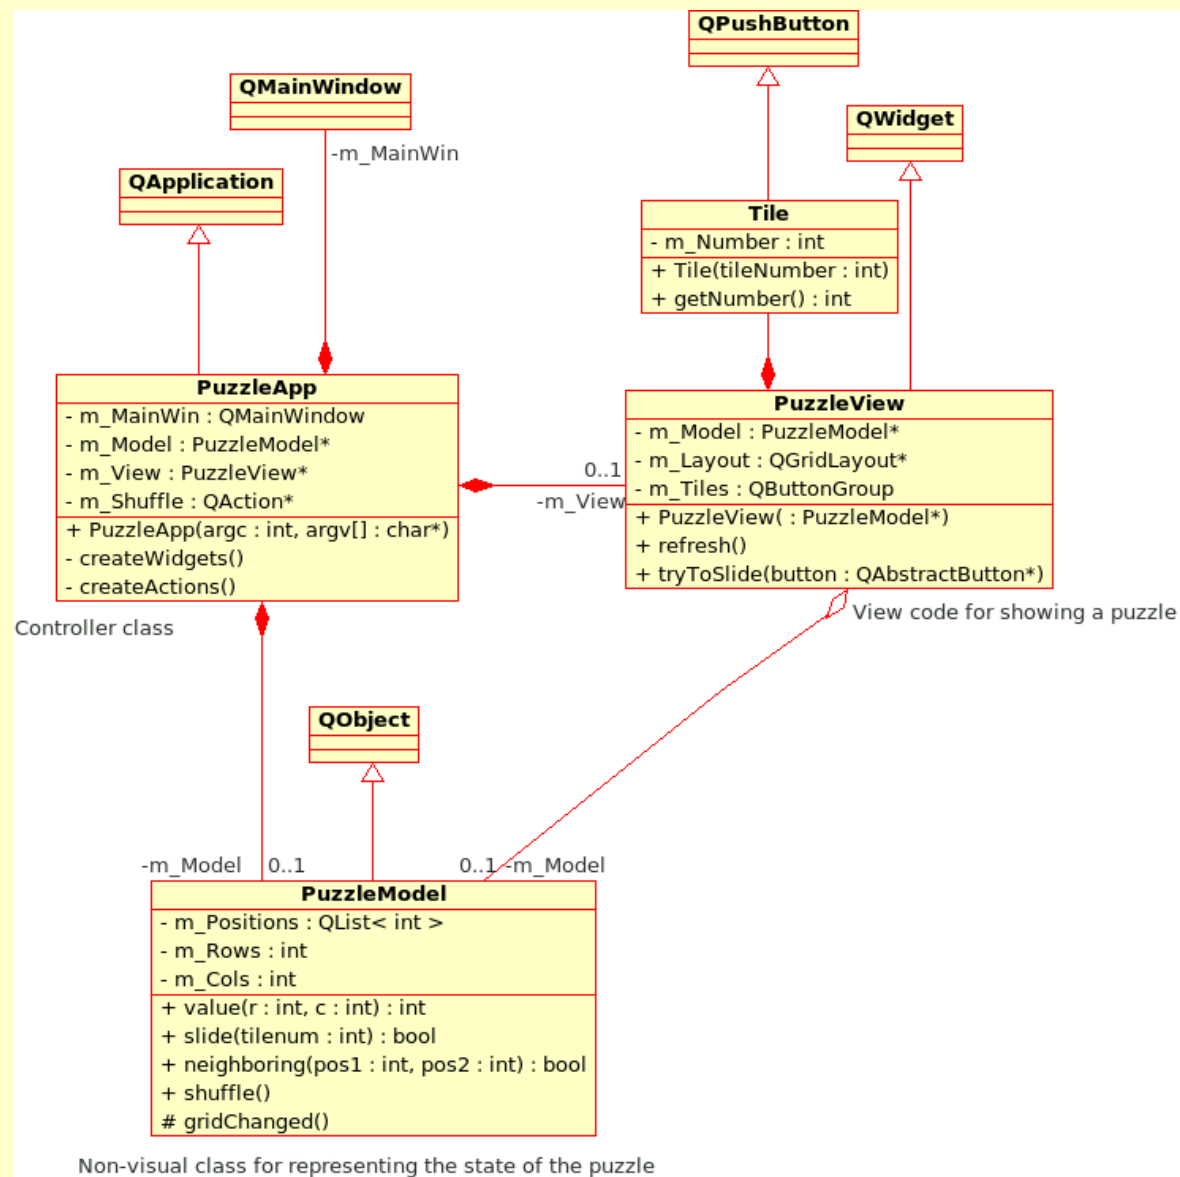 QPushButton
QMainWindow
-m_MainWin
QWidget
QApplication
Tile
- m_Number : int
+ Tile(tileNumber : int)
+ getNumber() : int
PuzzleApp
- m_MainWin : QMainWindow
- m_Model : PuzzleModel*
- m_View : PuzzleView*
- m_Shuffle : QAction*
+ PuzzleApp(argc : int, argv[] : char*)
- createWidgets()
- createActions()
Controller class
0..1
-m_View
PuzzleView
- m_Model : PuzzleModel*
- m_Layout : QGridLayout*
- m_Tiles : QButtonGroup
+ PuzzleView( : PuzzleModel*)
+ refresh()
+ tryToSlide(button : QAbstractButton*)
View code for showing a puzzle
QObject
-m_Model 0..1
0..1 -m_Model
PuzzleModel
- m_Positions : QList< int >
- m_Rows : int
- m_Cols : int
+ value(r : int, c : int) : int
+ slide(tilenum : int) : bool
+ neighboring(pos1 : int, pos2 : int) : bool
+ shuffle()
# gridChanged()
Non-visual class for representing the state of the puzzle